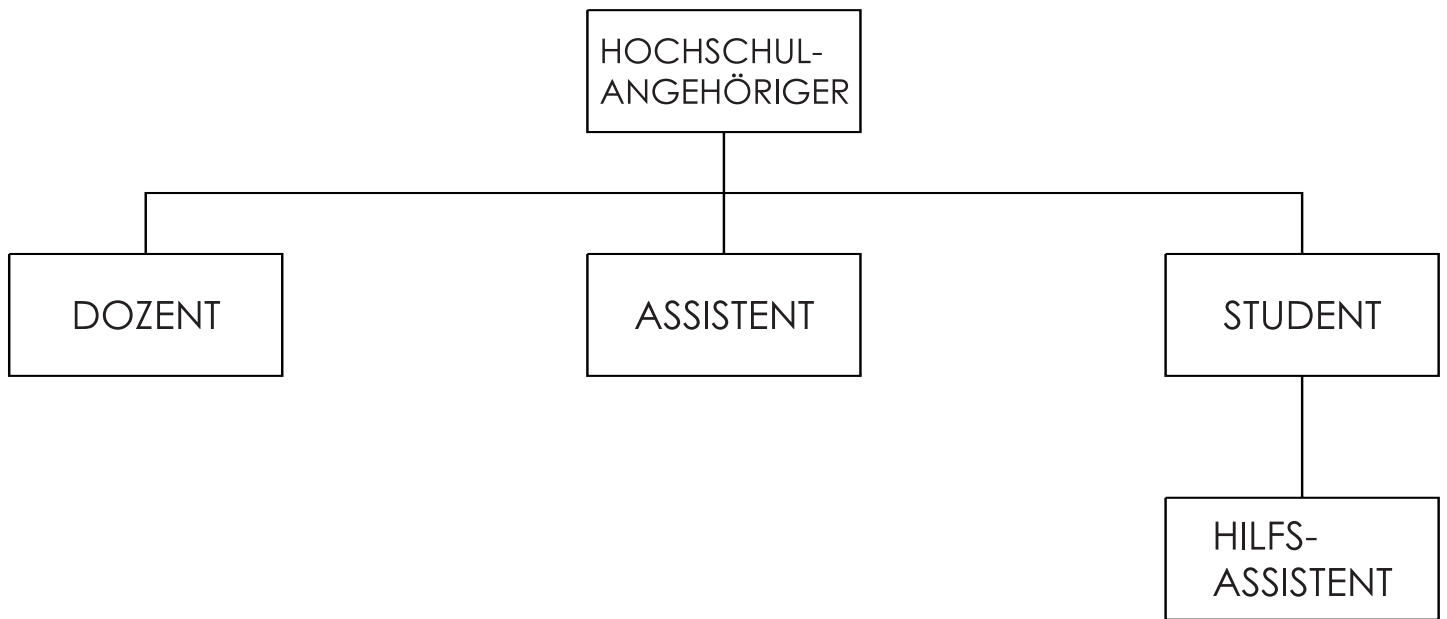 HOCHSCHUL-
ANGEHÖRIGER
DOZENT
ASSISTENT
STUDENT
HILFS-
ASSISTENT